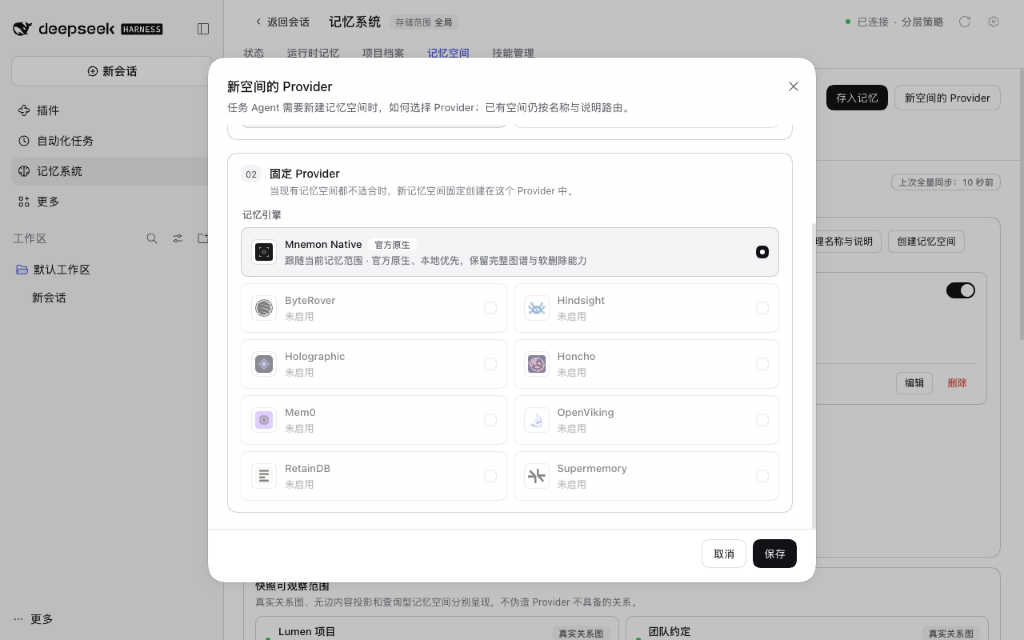 deepseek HARNESS
新会话
插件
自动化任务
记忆系统
更多
工作区
默认工作区
新会话
更多
返回会话
记忆系统
存储范围 全局
已连接 · 分层策略
状态
运行时记忆
项目档案
记忆空间
技能管理
存入记忆
新空间的 Provider
上次全量同步: 10 秒前
理名称与说明
创建记忆空间
编辑
删除
新空间的 Provider
任务 Agent 需要新建记忆空间时，如何选择 Provider；已有空间仍按名称与说明路由。
02 固定 Provider
当现有记忆空间都不适合时，新记忆空间固定创建在这个 Provider 中。
记忆引擎
Mnemon Native 官方原生
跟随当前记忆范围 · 官方原生、本地优先，保留完整图谱与软删除能力
ByteRover
未启用
Hindsight
未启用
Holographic
未启用
Honcho
未启用
Mem0
未启用
OpenViking
未启用
RetainDB
未启用
Supermemory
未启用
取消
保存
快照可观察范围
真实关系图、无边内容投影和查询型记忆空间分别呈现，不伪造 Provider 不具备的关系。
Lumen 项目
真实关系图
团队约定
真实关系图